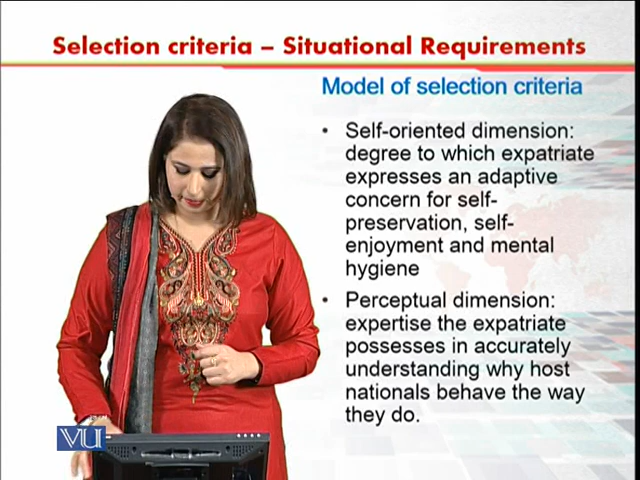 Selection criteria – Situational Requirements
Model of selection criteria
• Self-oriented dimension:
degree to which expatriate
expresses an adaptive
concern for self-
preservation, self-
enjoyment and mental
hygiene
• Perceptual dimension:
expertise the expatriate
possesses in accurately
understanding why host
nationals behave the way
they do.
VU